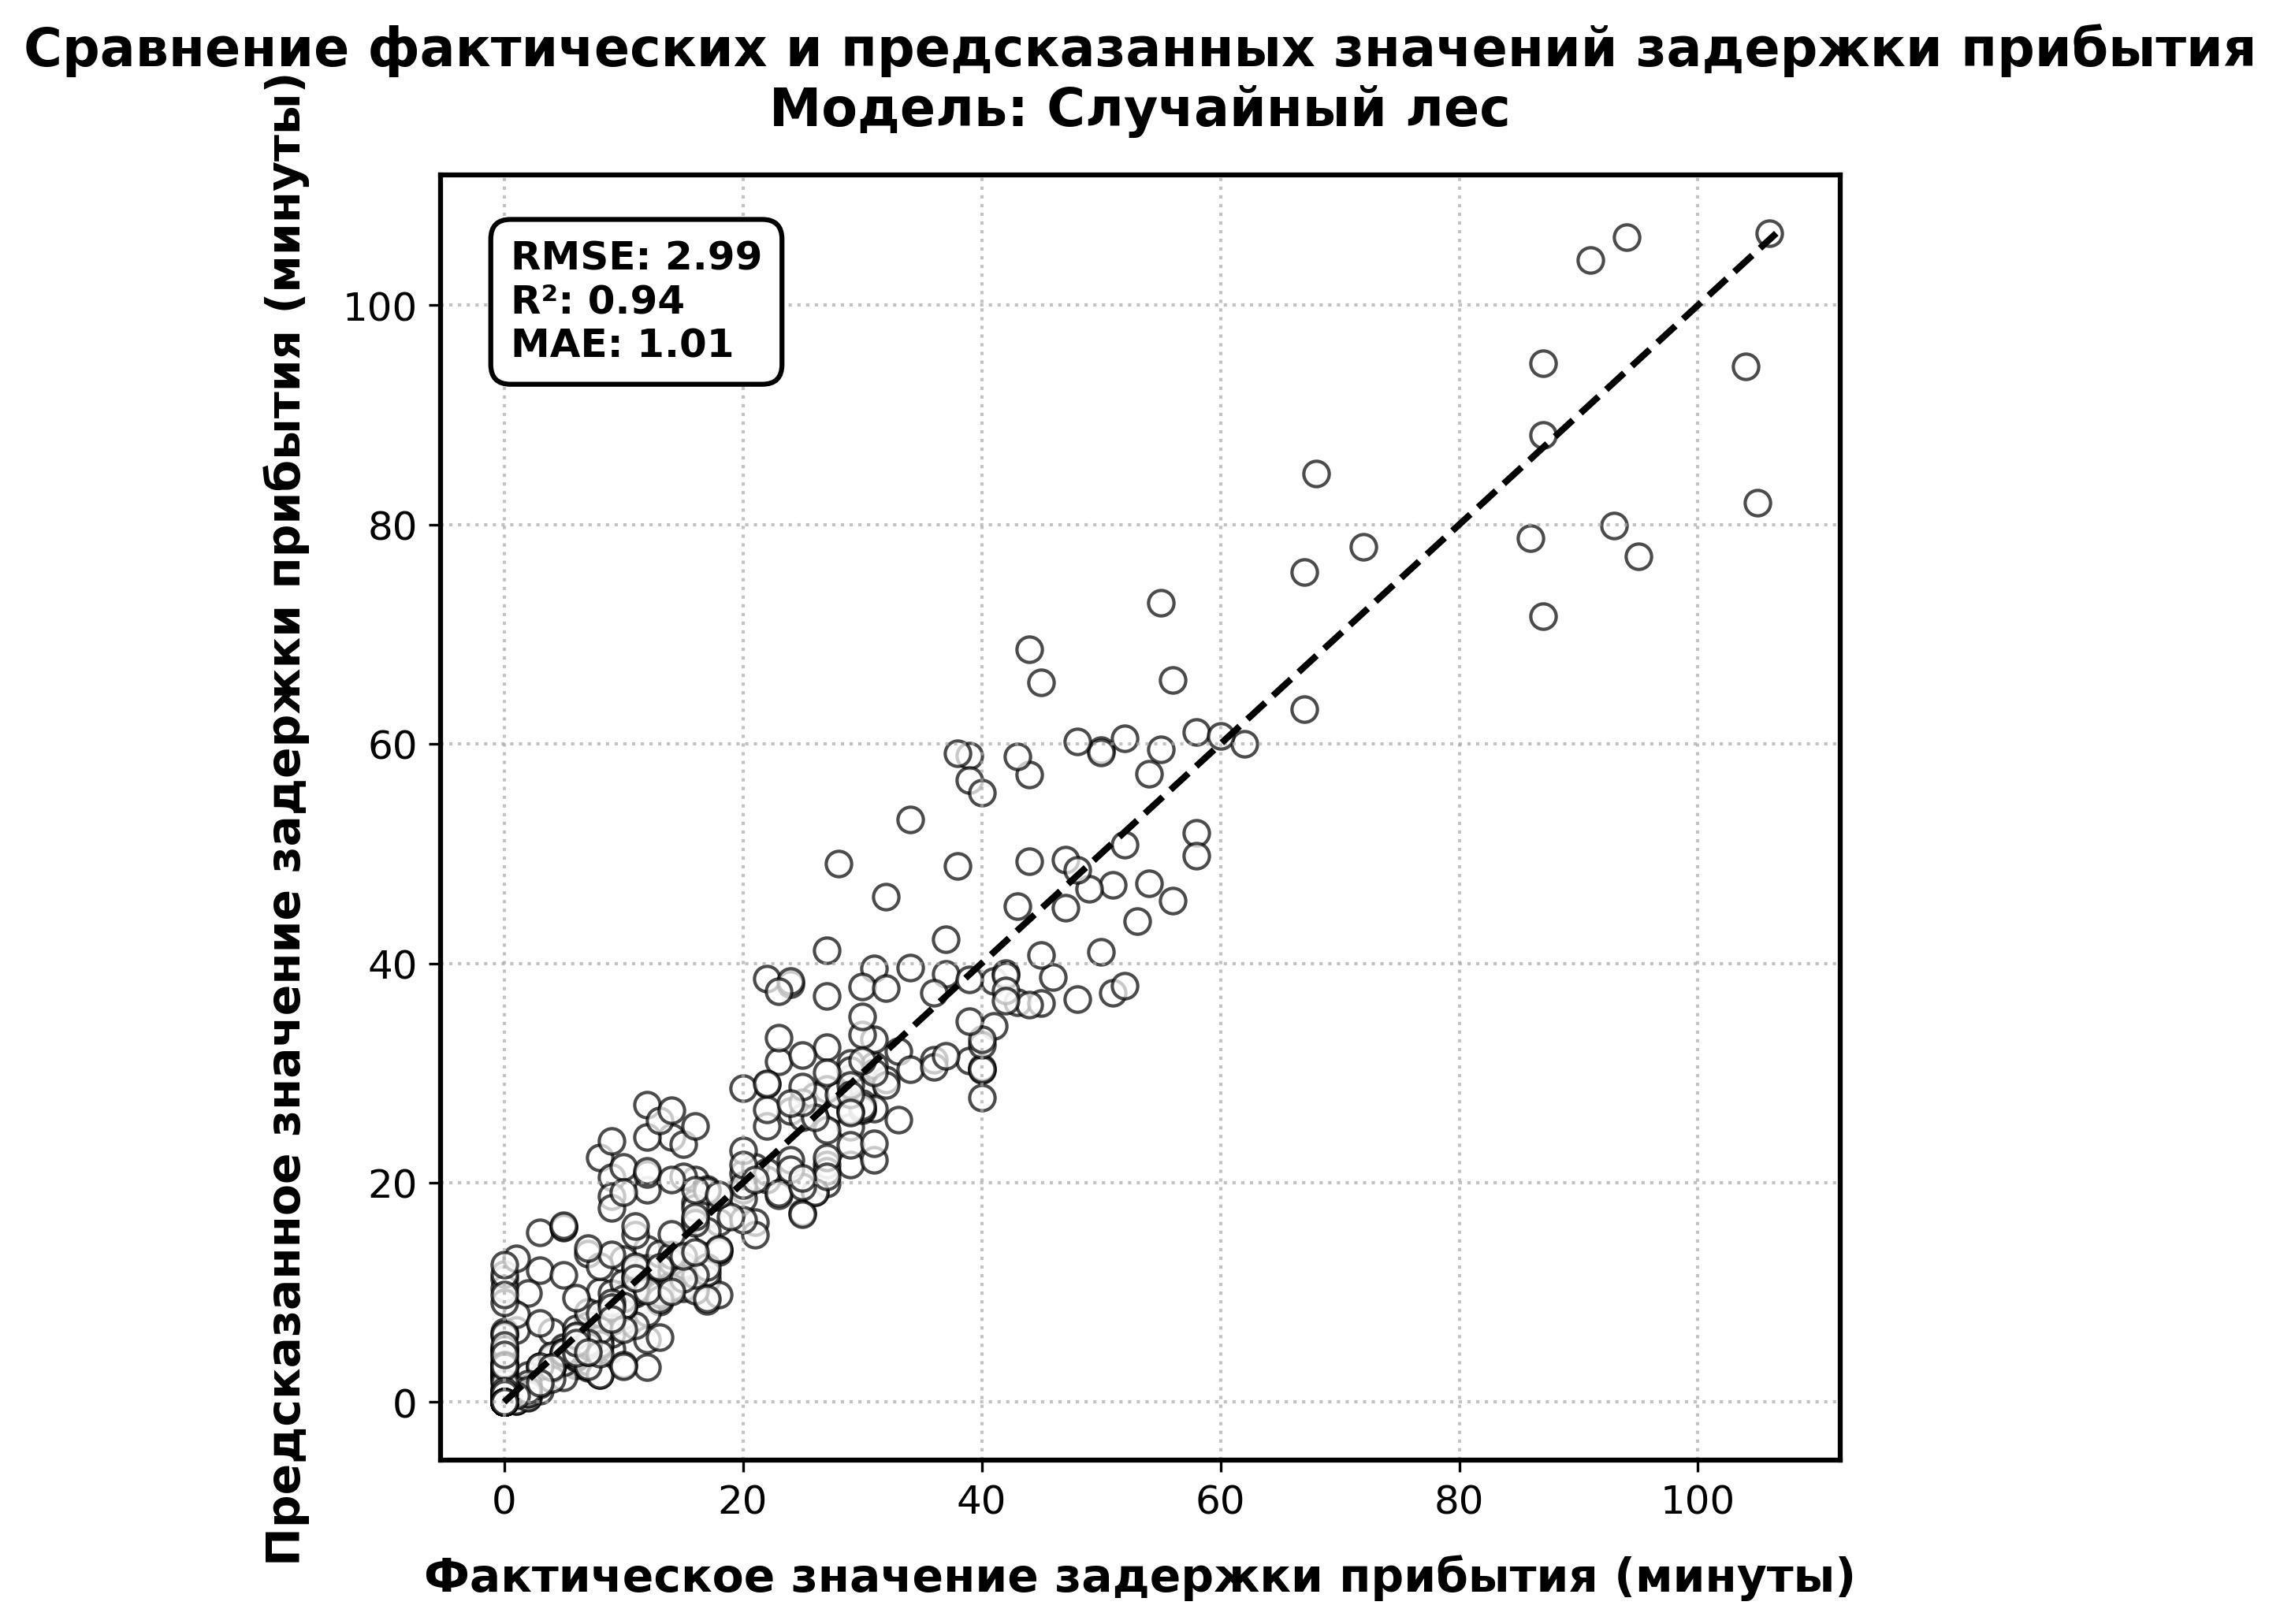 Сравнение фактических и предсказанных значений задержки прибытия
Модель: Случайный лес
Предсказанное значение задержки прибытия (минуты)
RMSE: 2.99
R²: 0.94
MAE: 1.01
100
80
60
40
20
0
0 20 40 60 80 100
Фактическое значение задержки прибытия (минуты)